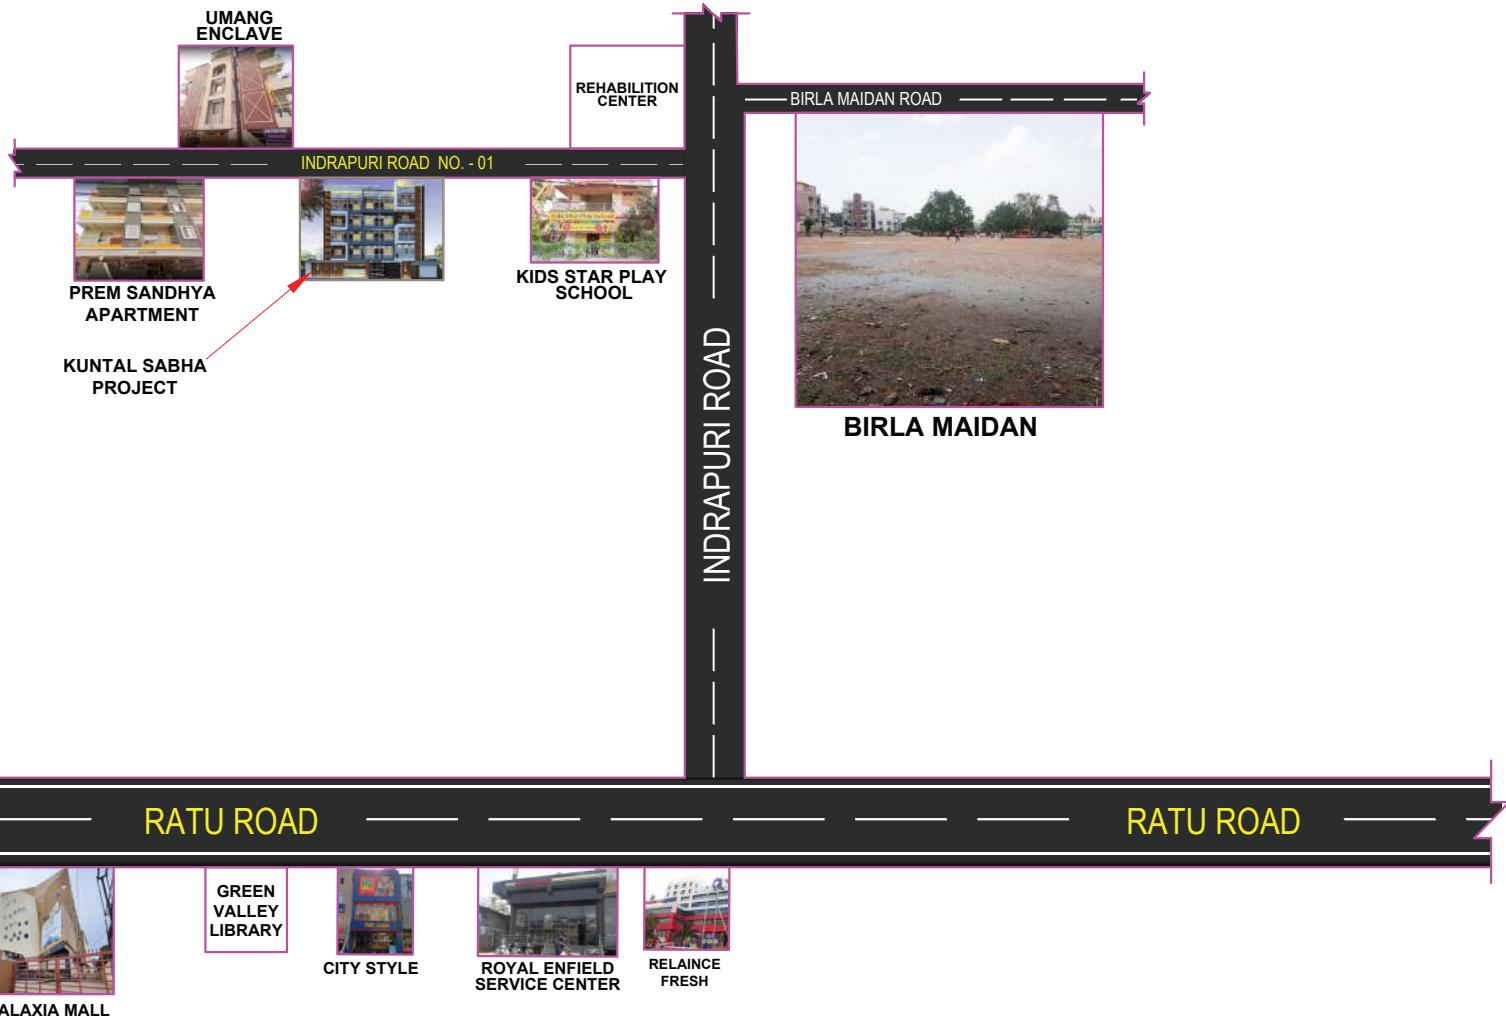 UMANG
ENCLAVE
REHABILITION
CENTER
BIRLA MAIDAN ROAD
INDRAPURI ROAD NO. - 01
PREM SANDHYA
APARTMENT
KIDS STAR PLAY
SCHOOL
KUNTAL SABHA
PROJECT
INDRAPURI ROAD
BIRLA MAIDAN
RATU ROAD
RATU ROAD
GREEN
VALLEY
LIBRARY
CITY STYLE
ROYAL ENFIELD
SERVICE CENTER
RELAINCE
FRESH
ALAXIA MALL